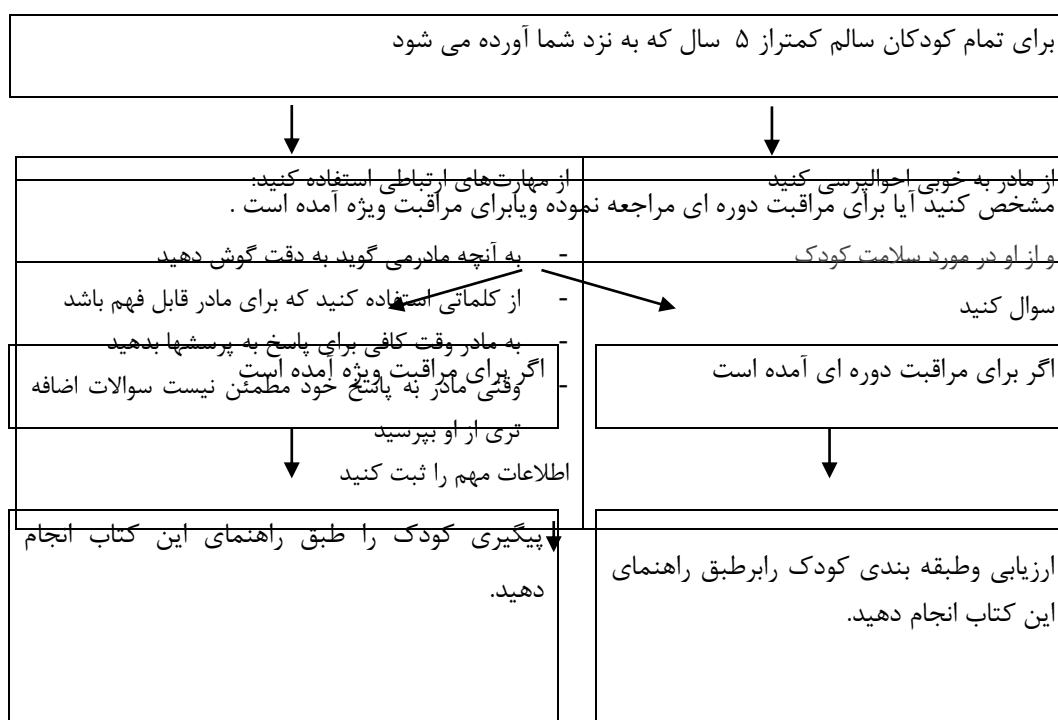 برای تمام کودکان سالم کمتراز ۵ سال که به نزد شما آورده می شود
از مادر به خوبی احوالپرسی کنید
و از او در مورد سلامت کودک
سوال کنید
از مهارت‌های ارتباطی استفاده کنید:
- به آنچه مادرمی گوید به دقت گوش دهید
- از کلماتی استفاده کنید که برای مادر قابل فهم باشد
- به مادر وقت کافی برای پاسخ به پرسشها بدهید
- وقتی مادر به پاسخ خود مطمئن نیست سوالات اضافه
تری از او بپرسید
اطلاعات مهم را ثبت کنید
مشخص کنید آیا برای مراقبت دوره ای مراجعه نموده ویابرای مراقبت ویژه آمده است .
اگر برای مراقبت دوره ای آمده است
اگر برای مراقبت ویژه آمده است
ارزیابی وطبقه بندی کودک رابرطبق راهنمای
این کتاب انجام دهید.
پیگیری کودک را طبق راهنمای این کتاب انجام
دهید.